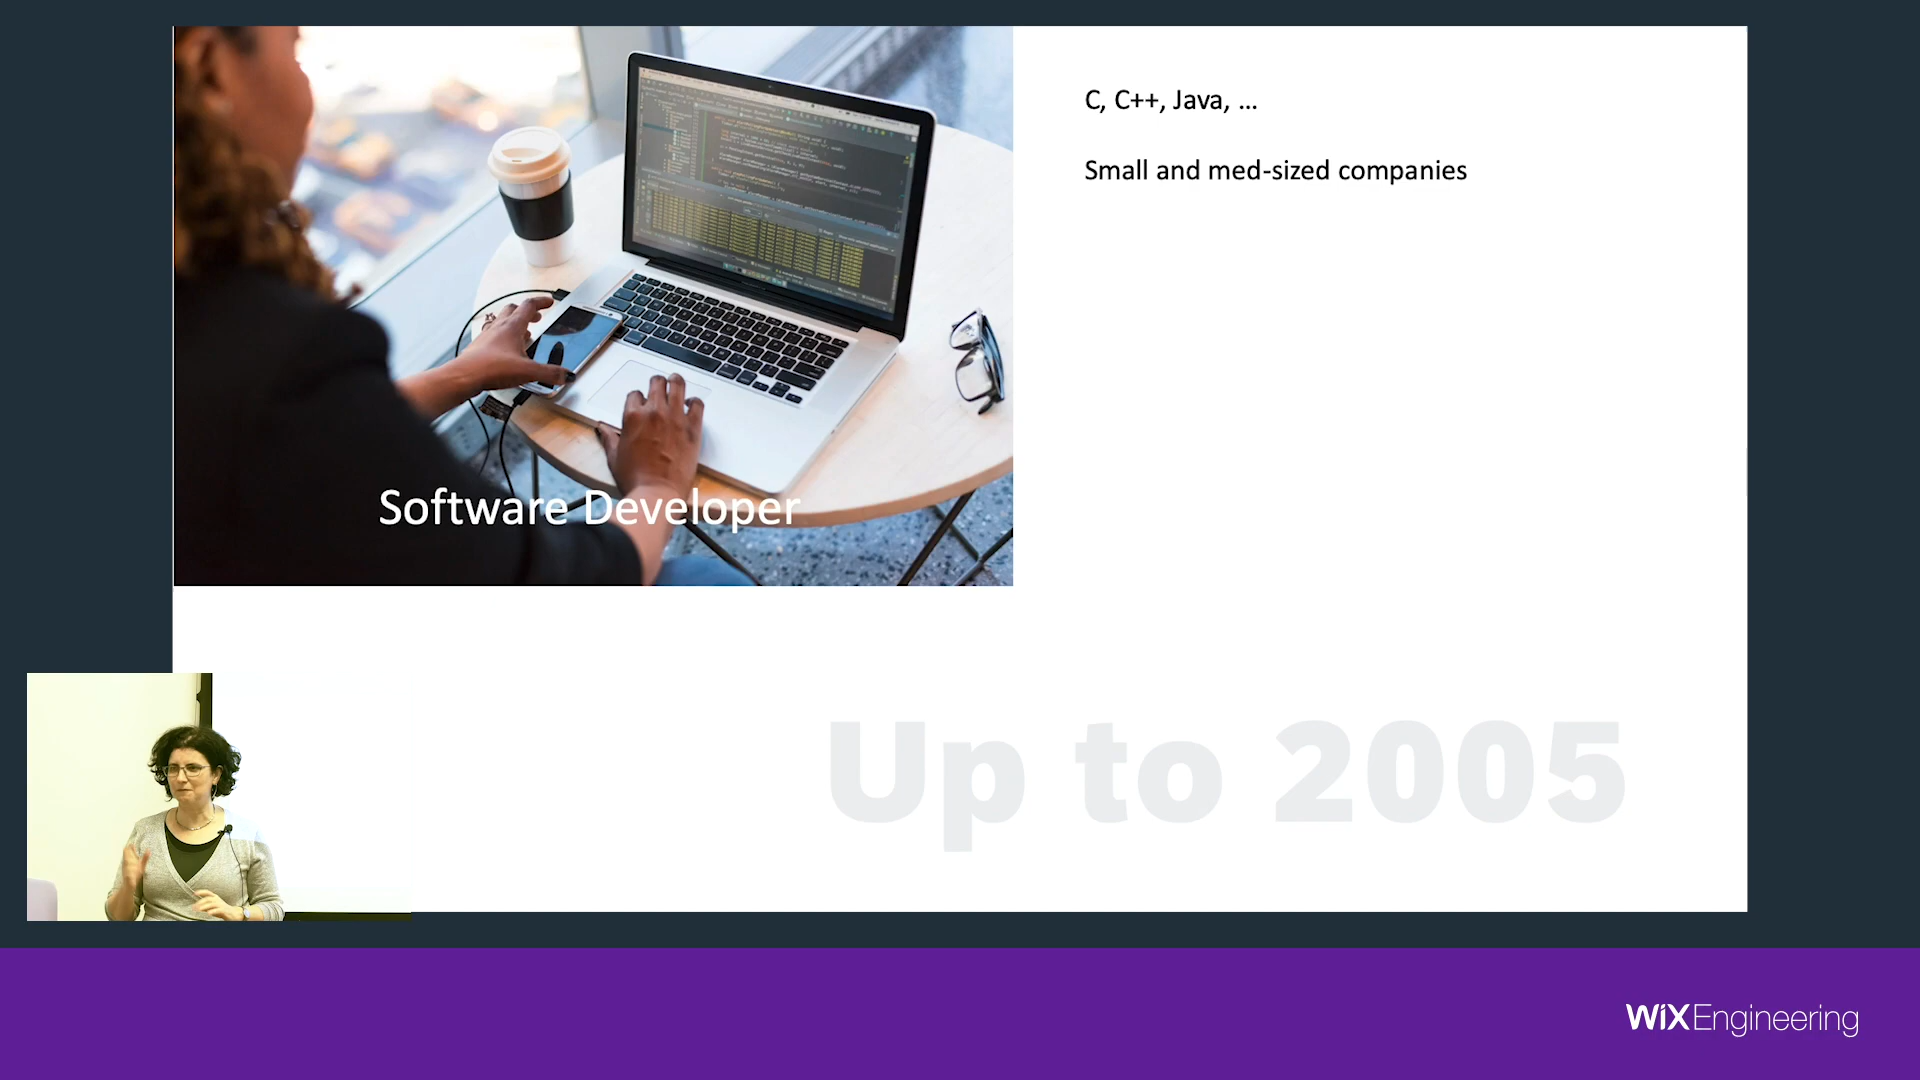 C, C++, Java, ...
Small and med-sized companies
Software Developer
Up to 2005
WiX Engineering